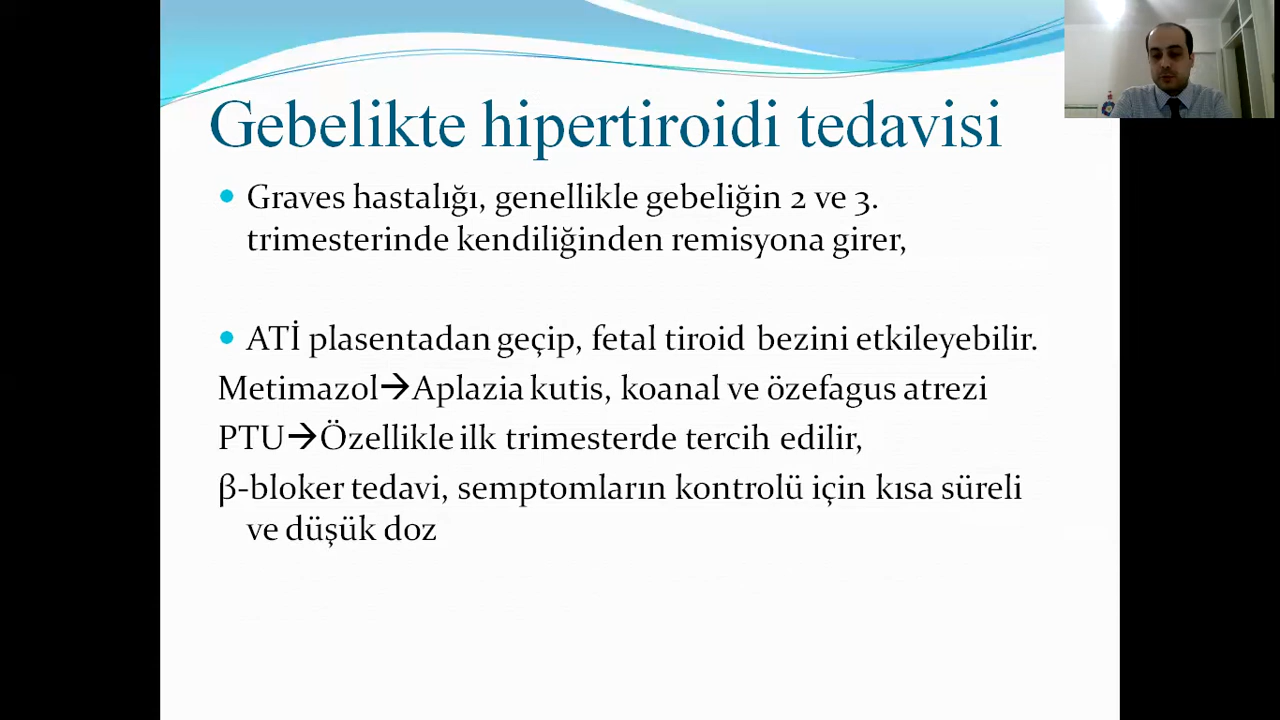 Gebelikte hipertiroidi tedavisi
Graves hastalığı, genellikle gebeliğin 2 ve 3.
trimesterinde kendiliğinden remisyona girer,
ATİ plasentadan geçip, fetal tiroid bezini etkileyebilir.
Metimazol→Aplazia kutis, koanal ve özefagus atrezi
PTU→Özellikle ilk trimesterde tercih edilir,
β-bloker tedavi, semptomların kontrolü için kısa süreli
ve düşük doz